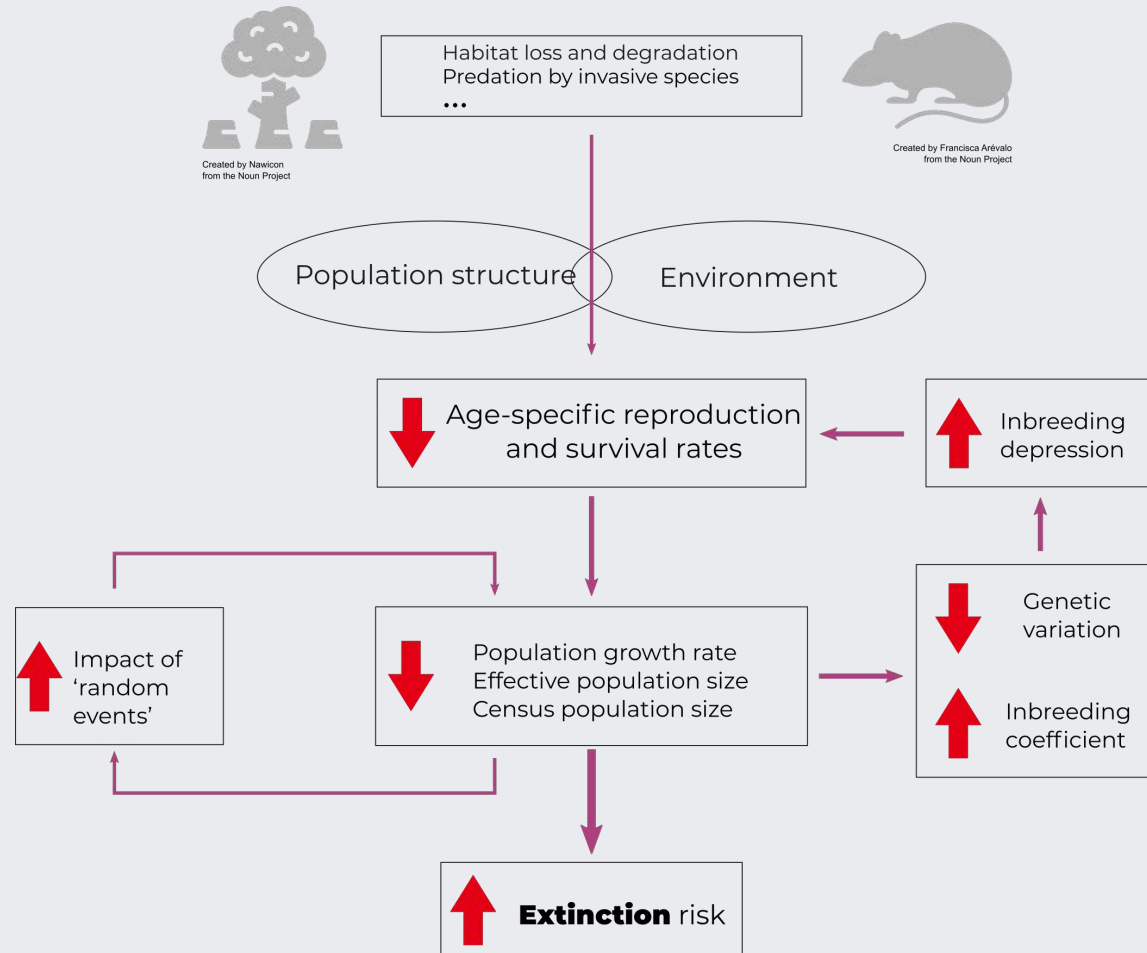 Habitat loss and degradation
Predation by invasive species
...
Created by Nawicon
from the Noun Project
Created by Francisca Arévalo
from the Noun Project
Population structure
Environment
Age-specific reproduction
and survival rates
Inbreeding
depression
Impact of
‘random
events’
Population growth rate
Effective population size
Census population size
Genetic
variation
Inbreeding
coefficient
Extinction risk